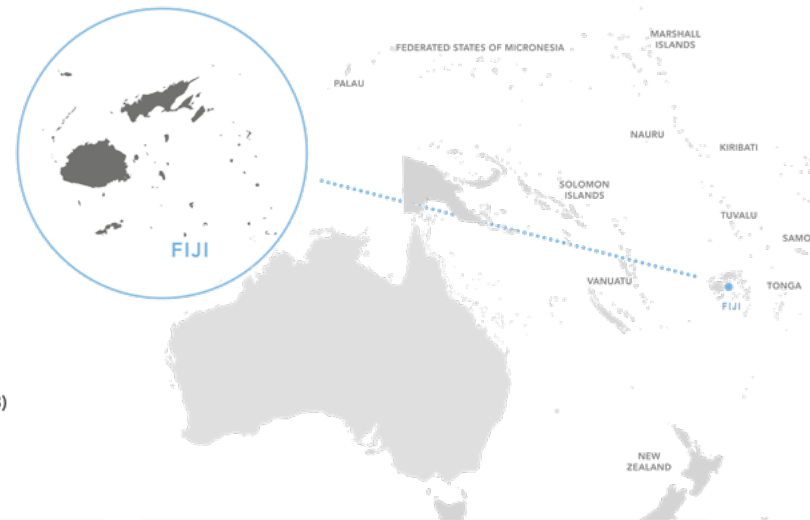 MARSHALL
ISLANDS
FEDERATED STATES OF MICRONESIA
PALAU
NAURU
KIRIBATI
SOLOMON
ISLANDS
TUVALU
SAMO
FIJI
VANUATU
TONGA
FIJI
NEW
ZEALAND